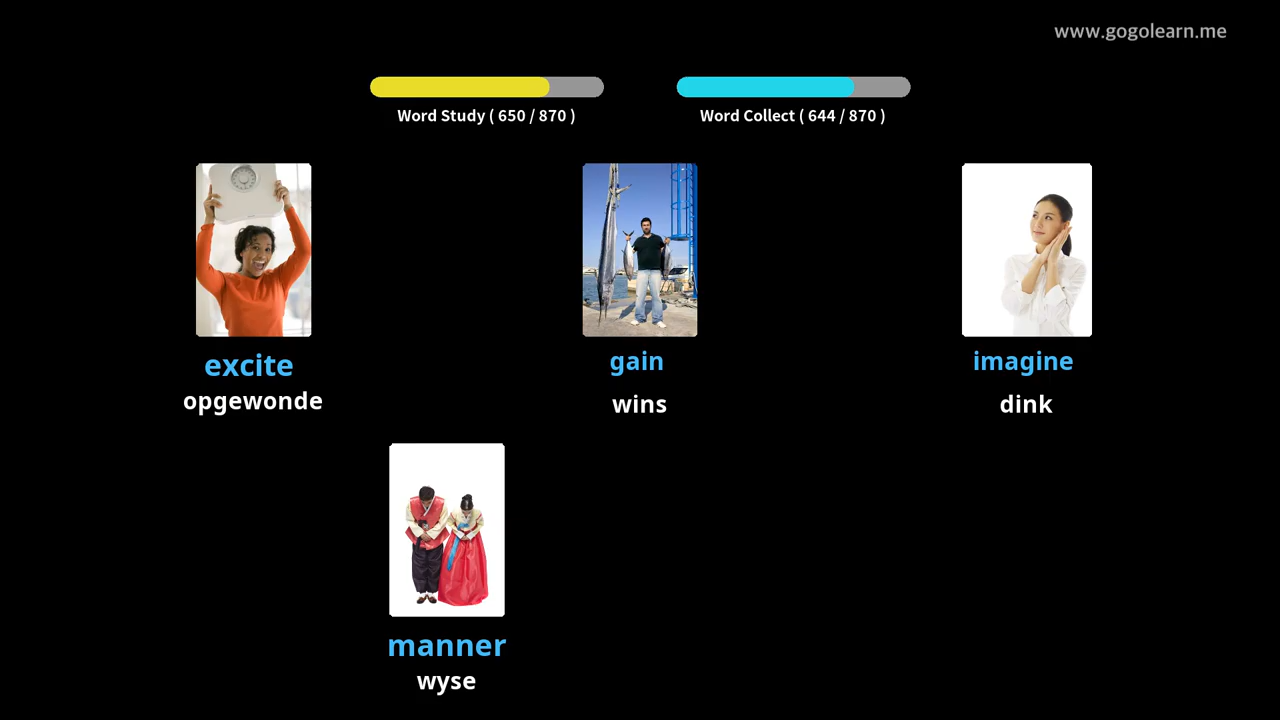 www.gogolearn.me
Word Study ( 650 / 870 )
Word Collect ( 644 / 870 )
excite
opgewonde
gain
wins
imagine
dink
manner
wyse